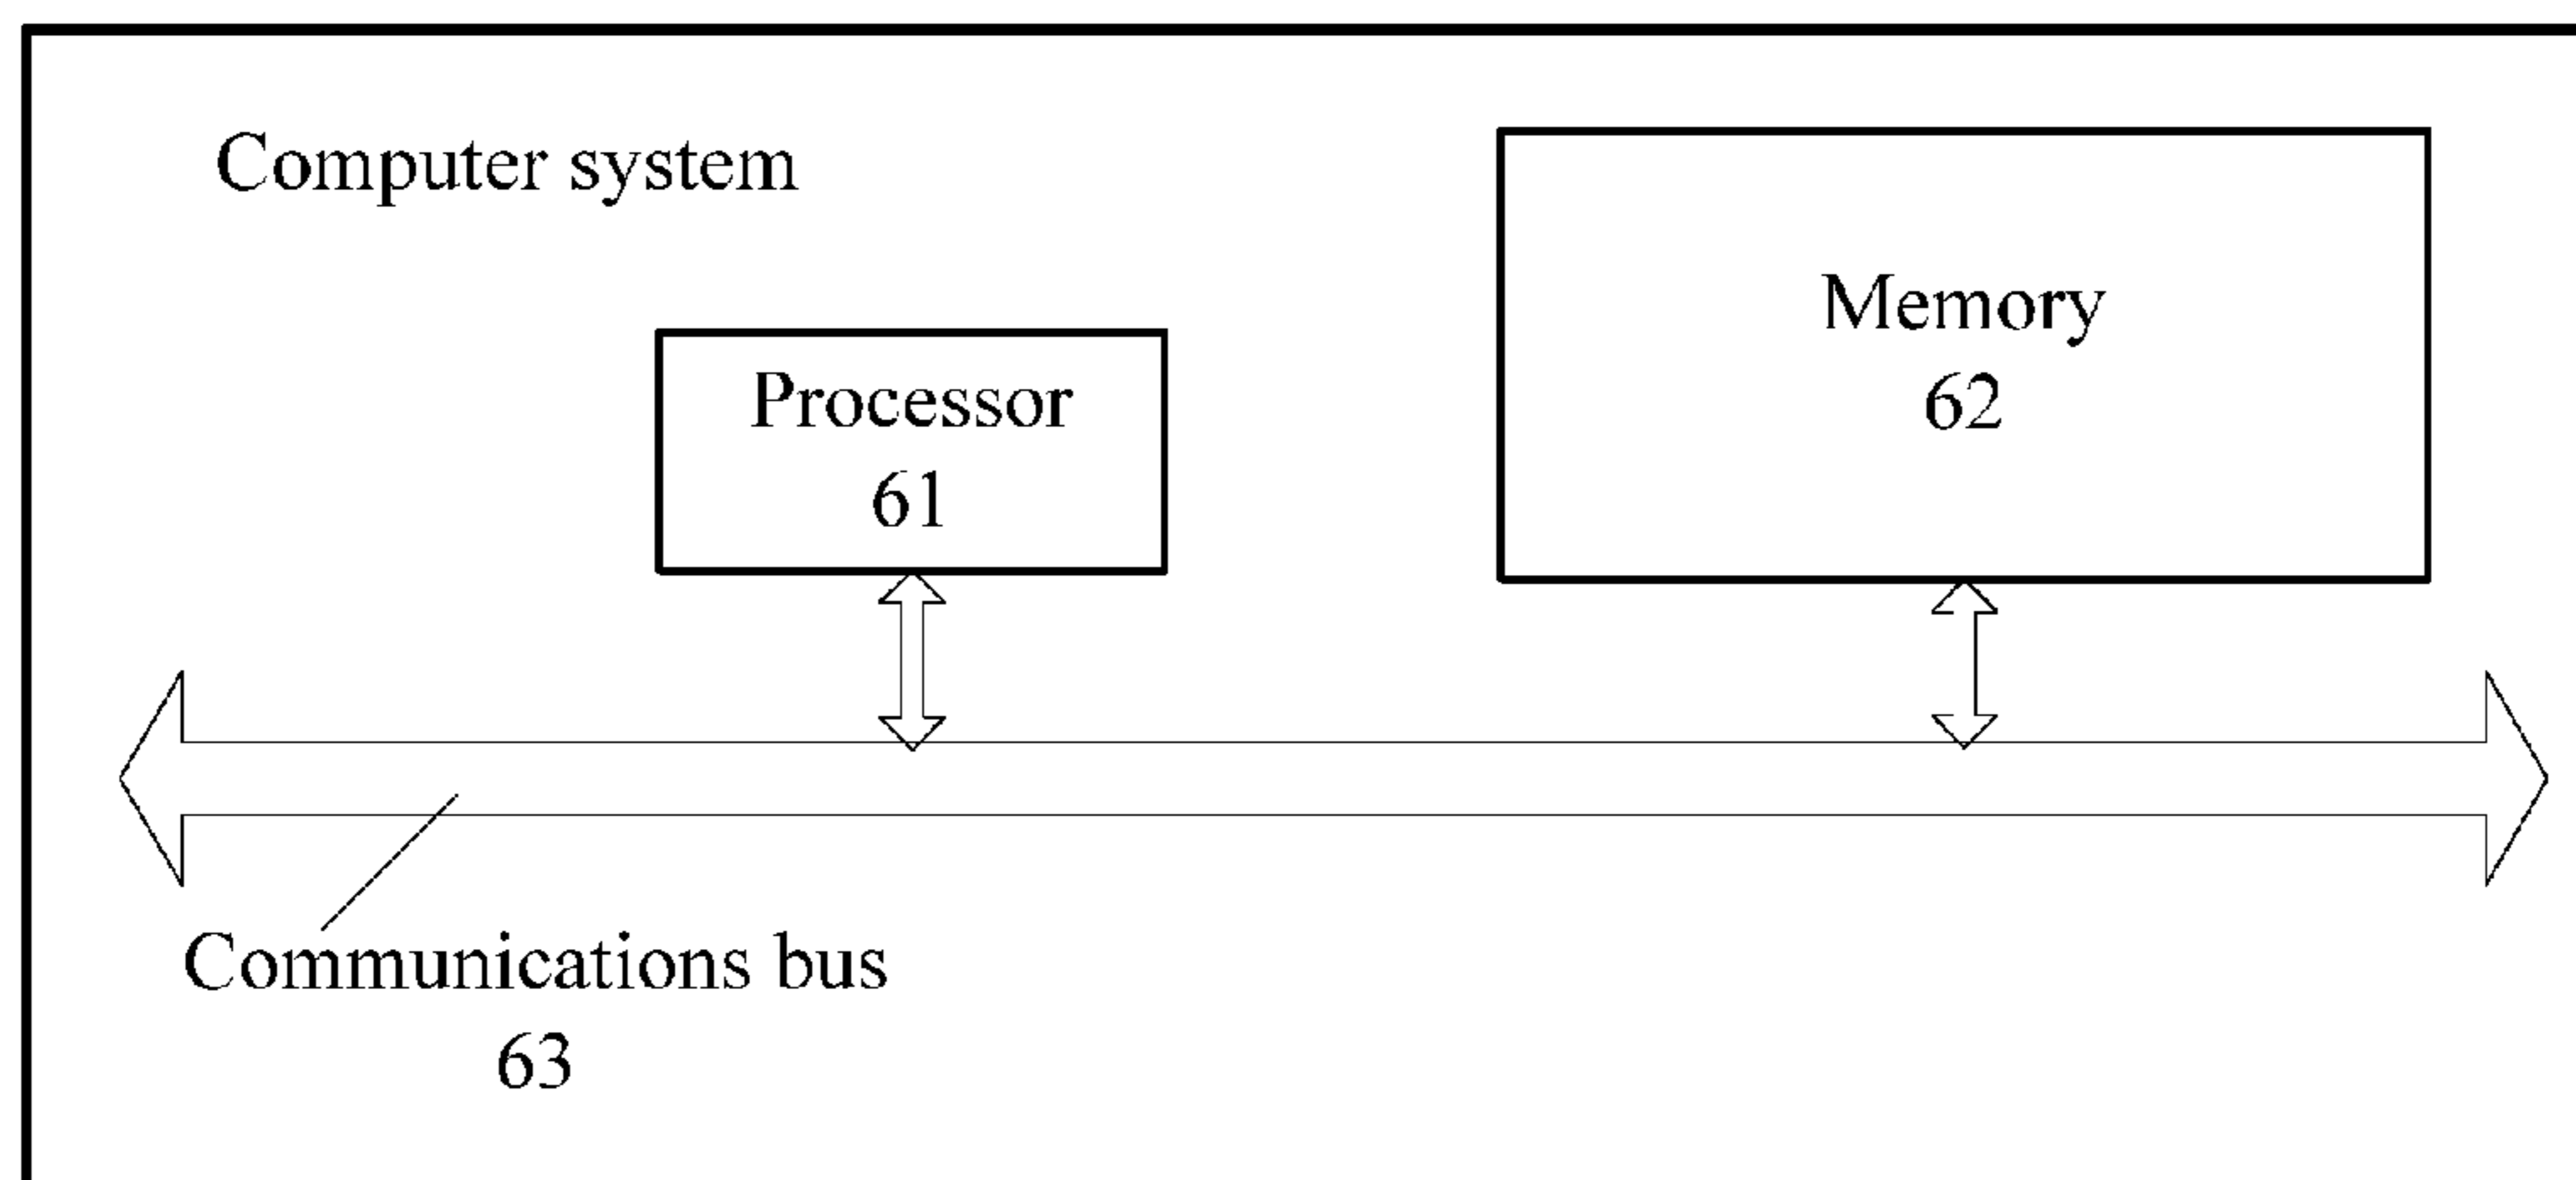 Computer system
Memory
62
Processor
61
Communications bus
63